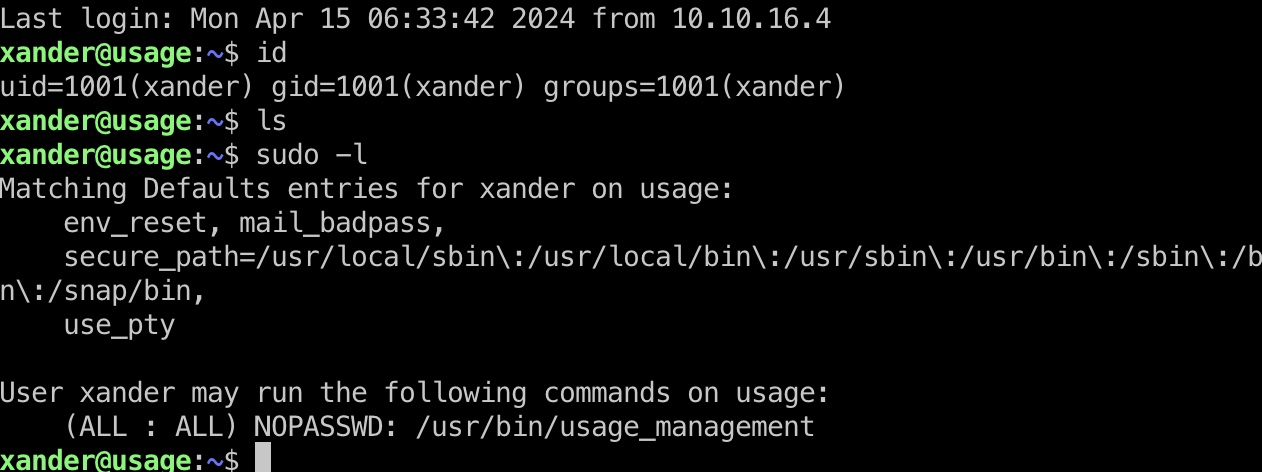 Last login: Mon Apr 15 06:33:42 2024 from 10.10.16.4
xander@usage:~$ id
uid=1001(xander) gid=1001(xander) groups=1001(xander)
xander@usage:~$ ls
xander@usage:~$ sudo -l
Matching Defaults entries for xander on usage:
    env_reset, mail_badpass,
    secure_path=/usr/local/sbin\:/usr/local/bin\:/usr/sbin\:/usr/bin\:/sbin\:/b
n\:/snap/bin,
    use_pty

User xander may run the following commands on usage:
    (ALL : ALL) NOPASSWD: /usr/bin/usage_management
xander@usage:~$